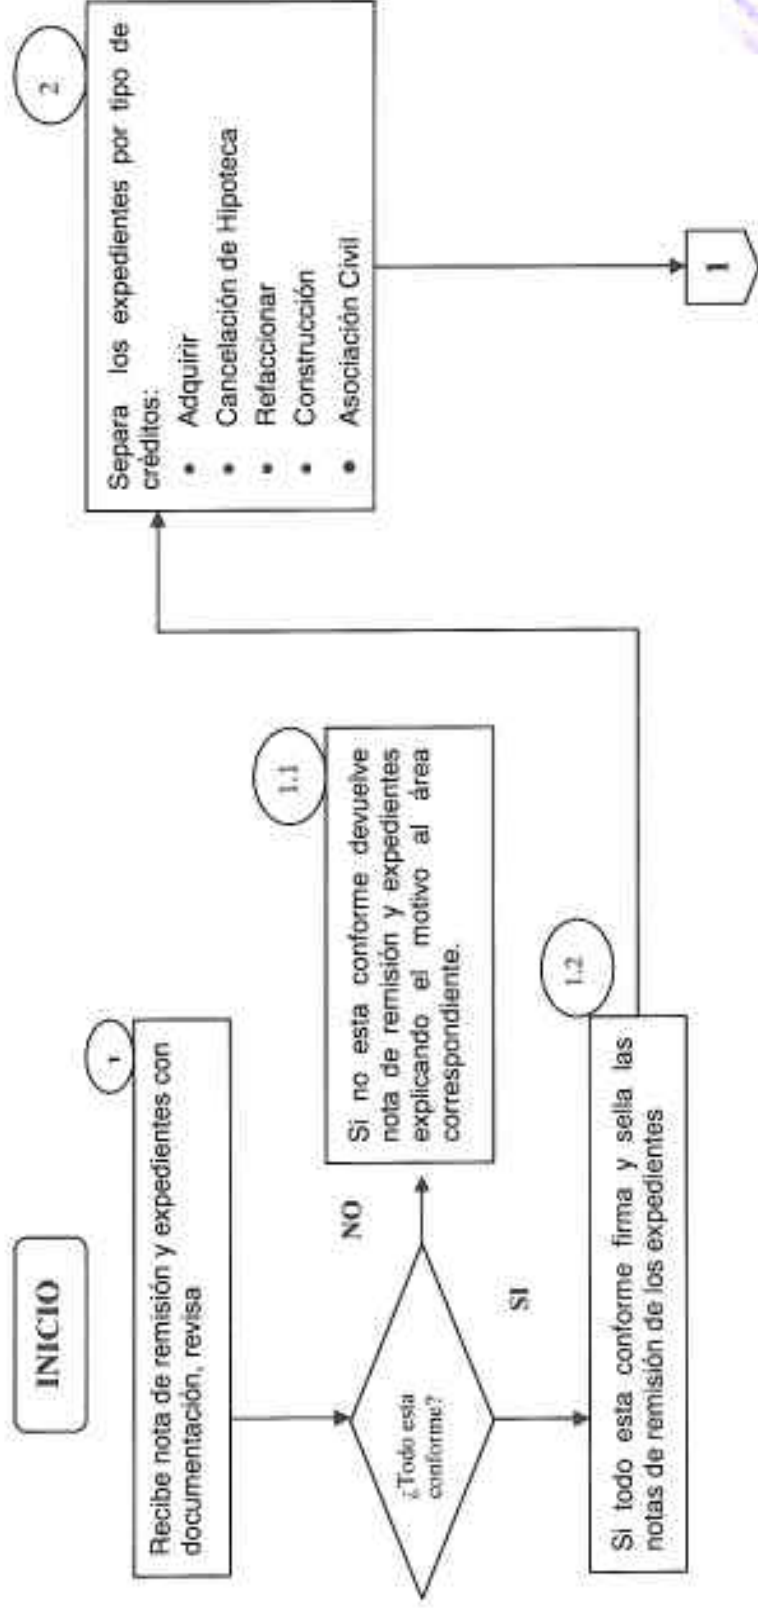 INICIO
1
Recibe nota de remisión y expedientes con
documentación, revisa
¿Todo esta
conforme?
NO
SI
1.1
Si no esta conforme devuelve
nota de remisión y expedientes
explicando el motivo al área
correspondiente.
1.2
Si todo esta conforme firma y sella las
notas de remisión de los expedientes
2
Separa los expedientes por tipo de
créditos:
• Adquirir
• Cancelación de Hipoteca
• Refaccionar
• Construcción
• Asociación Civil
1